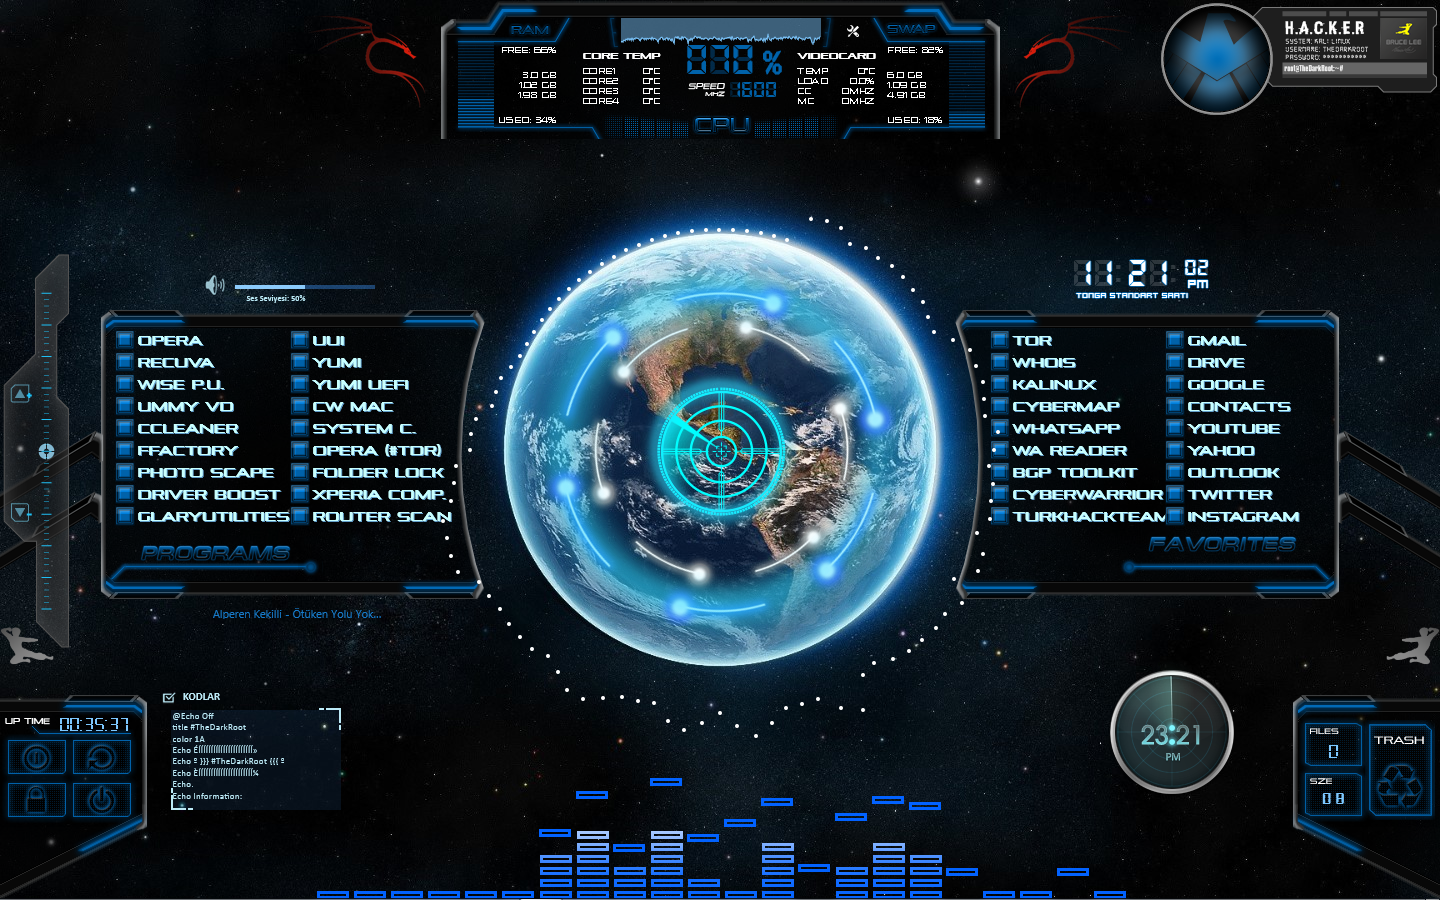 RAM
SWAP
FREE: 66%
3.0 GB
1.02 GB
1.98 GB
USED: 34%
CORE TEMP
CORE1 0°C
CORE2 0°C
CORE3 0°C
CORE4 0°C
000 %
SPEED MHZ 1600
CPU
VIDEOCARD
TEMP 0°C
LOAD 0.0%
CC 0MHZ
MC 0MHZ
FREE: 82%
6.0 GB
1.09 GB
4.91 GB
USED: 18%
H.A.C.K.E.R
SYSTEM: KALI LINUX
USERNAME: THEDARKROOT
PASSWORD: **********
root@TheDarkRoot:~#
BRUCE LEE
Ses Seviyesi: 50%
11:21:02
PM
TONGA STANDART SAATI
OPERA
RECUVA
WISE P.U.
UMMY VD
CCLEANER
FFACTORY
PHOTO SCAPE
DRIVER BOOST
GLARYUTILITIES
UUI
YUMI
YUMI UEFI
CW MAC
SYSTEM C.
OPERA (#TOR)
FOLDER LOCK
XPERIA COMP.
ROUTER SCAN
PROGRAMS
TOR
WHOIS
KALINUX
CYBERMAP
WHATSAPP
WA READER
BGP TOOLKIT
CYBERWARRIOR
TURKHACKTEAM
GMAIL
DRIVE
GOOGLE
CONTACTS
YOUTUBE
YAHOO
OUTLOOK
TWITTER
INSTAGRAM
FAVORITES
Alperen Kekilli - Ötüken Yolu Yok...
UP TIME 00:35:37
KODLAR
@Echo Off
title #TheDarkRoot
color 1A
Echo º }}} #TheDarkRoot {{{ º
Echo.
Echo Information:
23:21
PM
FILES
0
SZE
0 B
TRASH